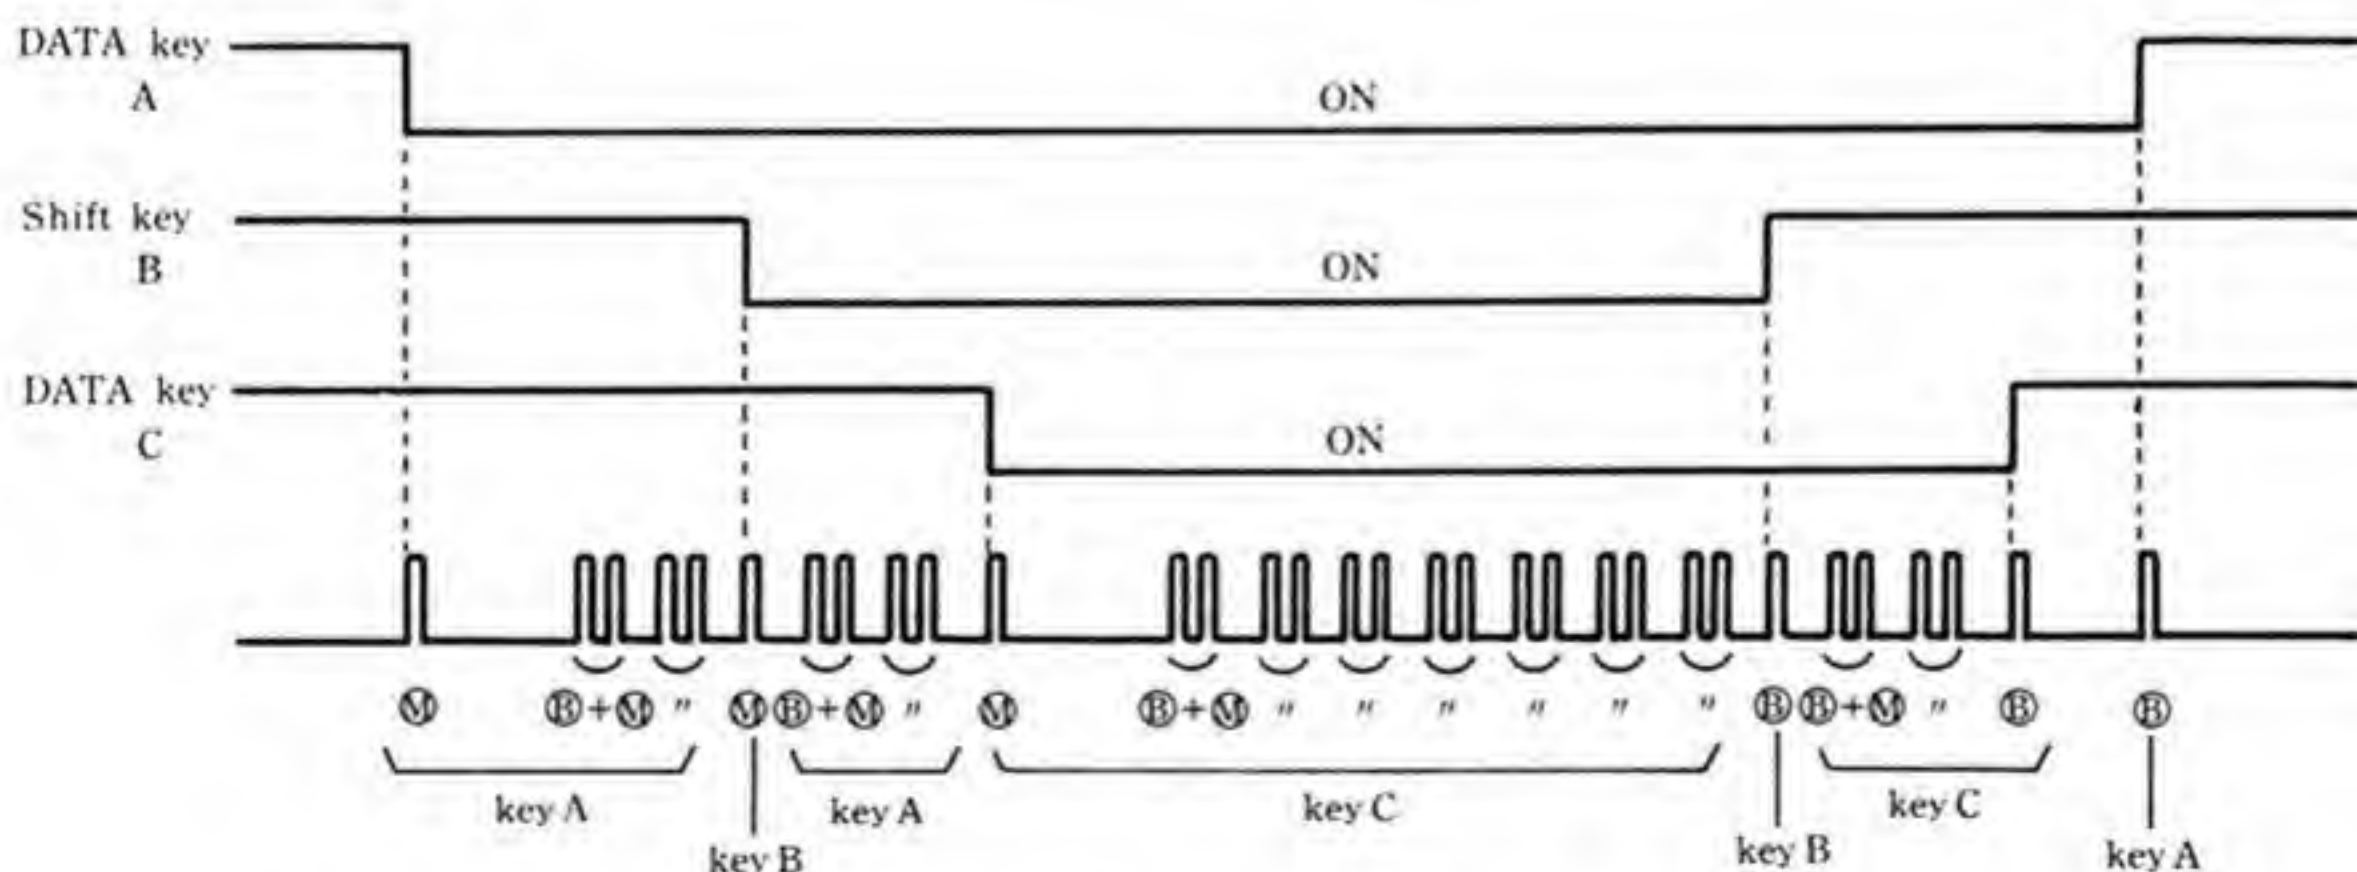 DATA key
A
ON
Shift key
B
ON
DATA key
C
ON
Ⓜ Ⓑ+Ⓜ 〃 Ⓜ Ⓑ+Ⓜ 〃 Ⓜ Ⓑ+Ⓜ 〃 〃 〃 〃 〃 〃 Ⓑ Ⓑ+Ⓜ 〃 Ⓑ Ⓑ
key A key A key C key C
key B key B key A